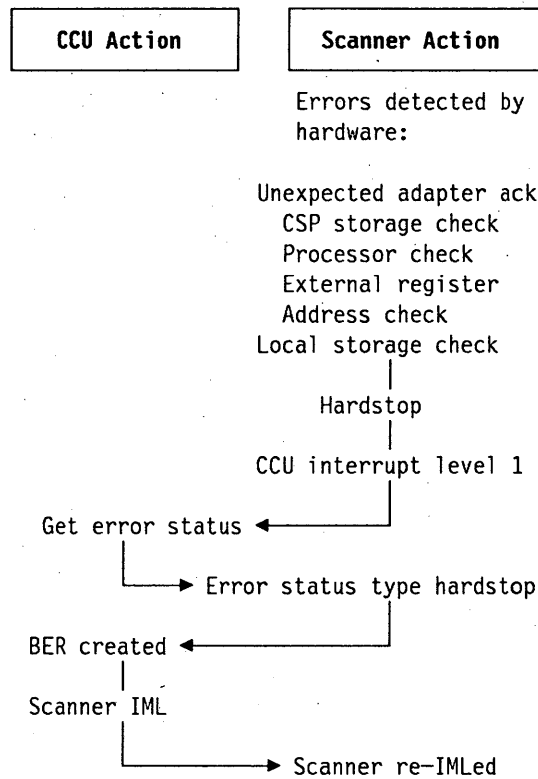 CCU Action
Scanner Action
Errors detected by
hardware:
Unexpected adapter ack
CSP storage check
Processor check
External register
Address check
Local storage check
Hardstop
CCU interrupt level 1
Get error status
Error status type hardstop
BER created
Scanner IML
Scanner re-IMLed